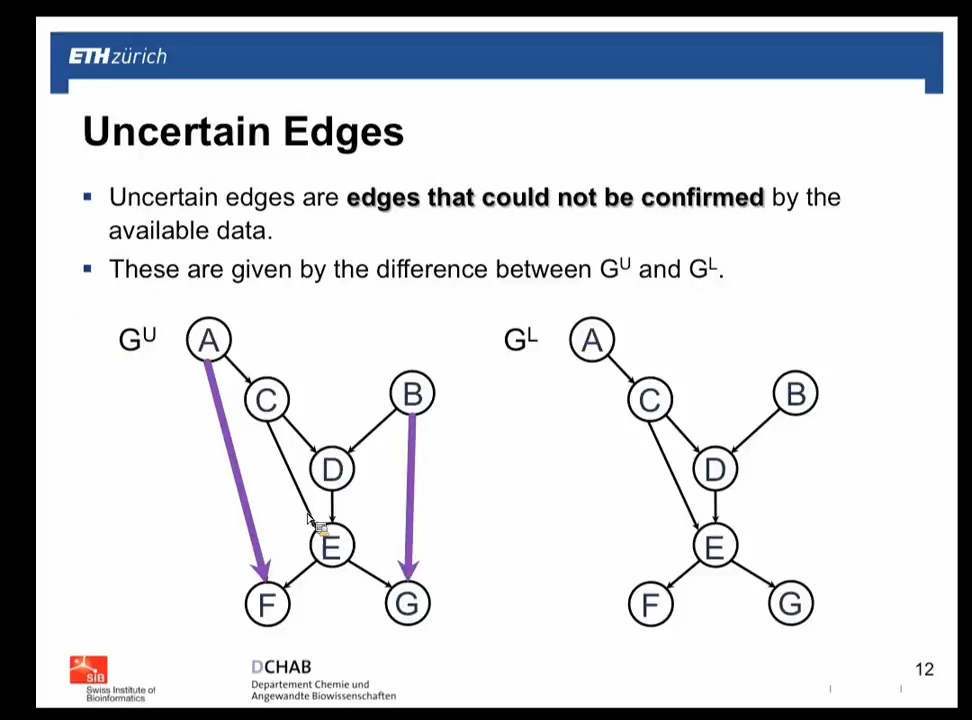 ETH zürich
Uncertain Edges
Uncertain edges are edges that could not be confirmed by the
available data.
These are given by the difference between Gᵁ and Gᴸ.
Gᵁ
A
C
B
D
E
F
G
Gᴸ
A
C
B
D
E
F
G
SIB
Swiss Institute of
Bioinformatics
DCHAB
Departement Chemie und
Angewandte Biowissenschaften
12